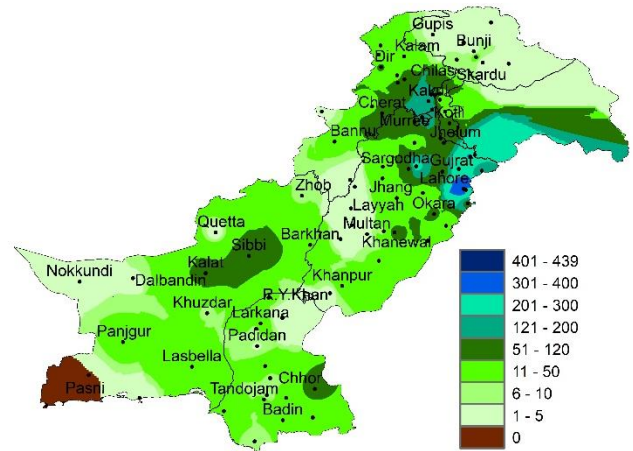 Gupis
Kalam
Bunji
Dir
Chilas
Skardu
Kakul
Cherat
Kotli
Murree
Bannu
Jhelum
Sargodha
Gujrat
Zhob
Jhang
Lahore
Layyah
Okara
Quetta
Multan
Barkhan
Khanewal
Sibbi
Kalat
Nokkundi
Dalbandin
Khanpur
Khuzdar
R.Y.Khan
Larkana
Panjgur
Padidan
Lasbella
Pasni
Chhor
Tandojam
Badin
401 - 439
301 - 400
201 - 300
121 - 200
51 - 120
11 - 50
6 - 10
1 - 5
0